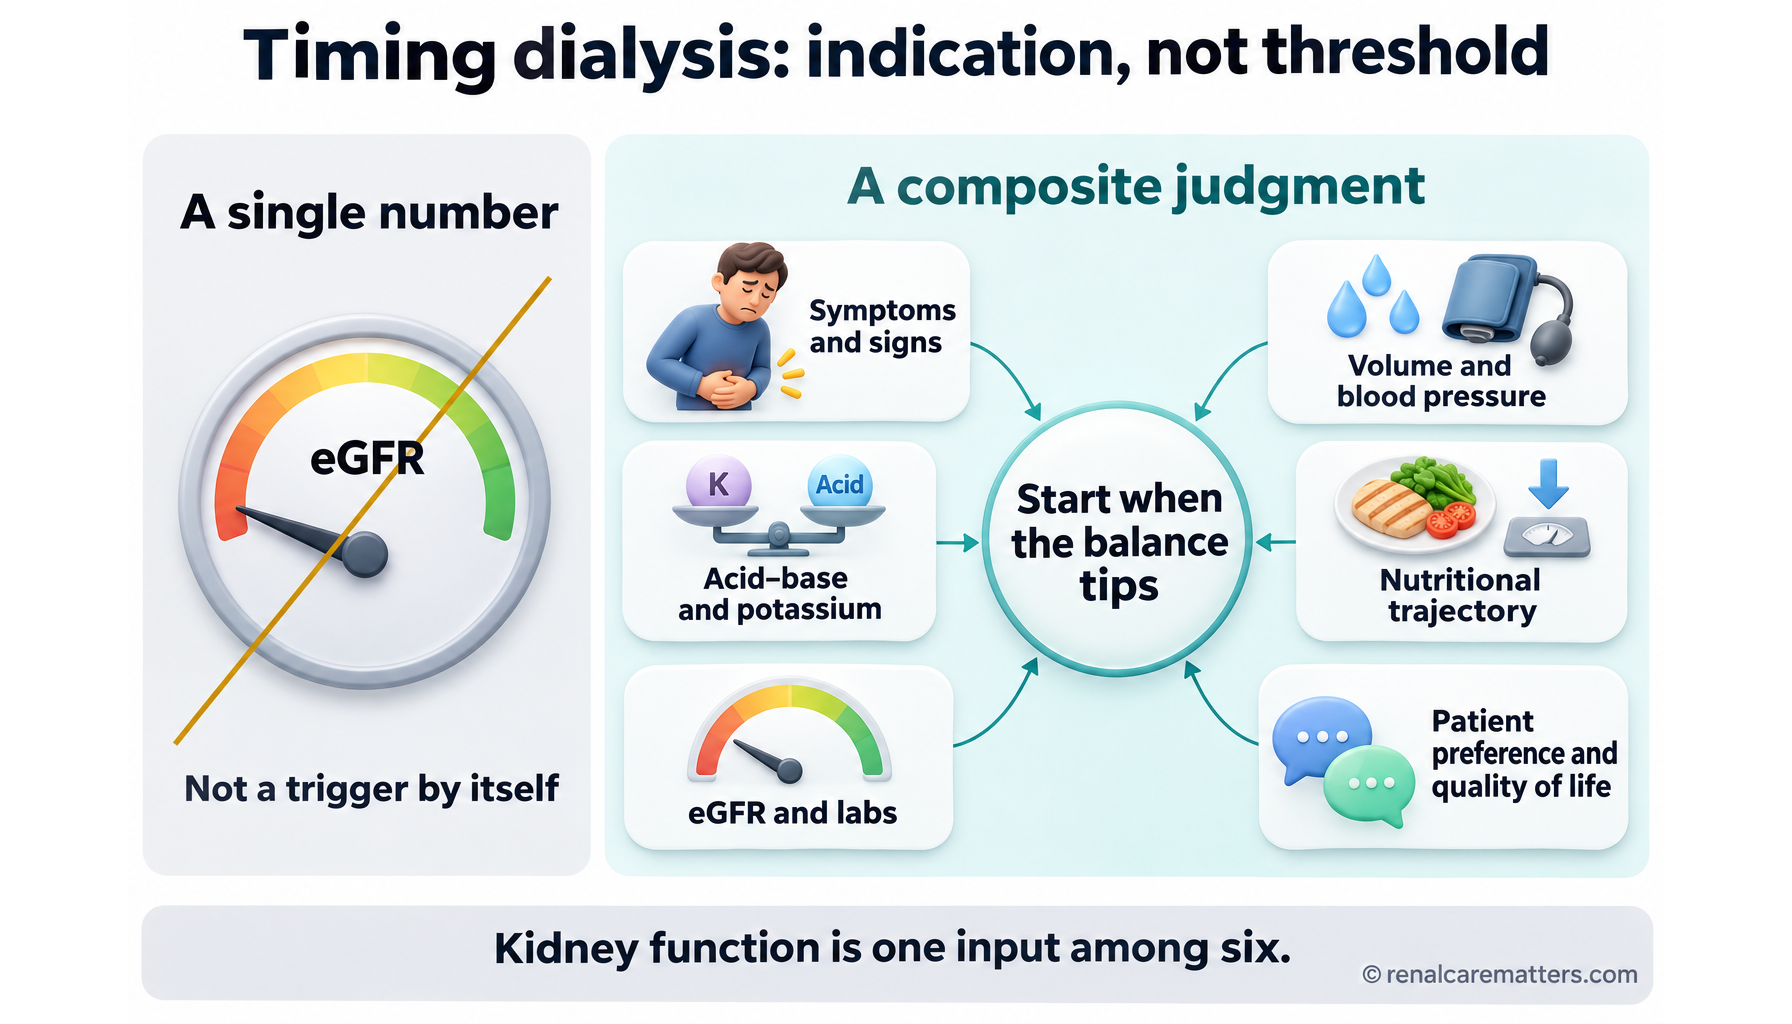 Timing dialysis: indication, not threshold
A single number
eGFR
Not a trigger by itself
A composite judgment
Symptoms
and signs
K
Acid
Acid–base
and potassium
eGFR and labs
Start when
the balance
tips
Volume and
blood pressure
Nutritional
trajectory
Patient
preference and
quality of life
Kidney function is one input among six.
© renalcarematters.com